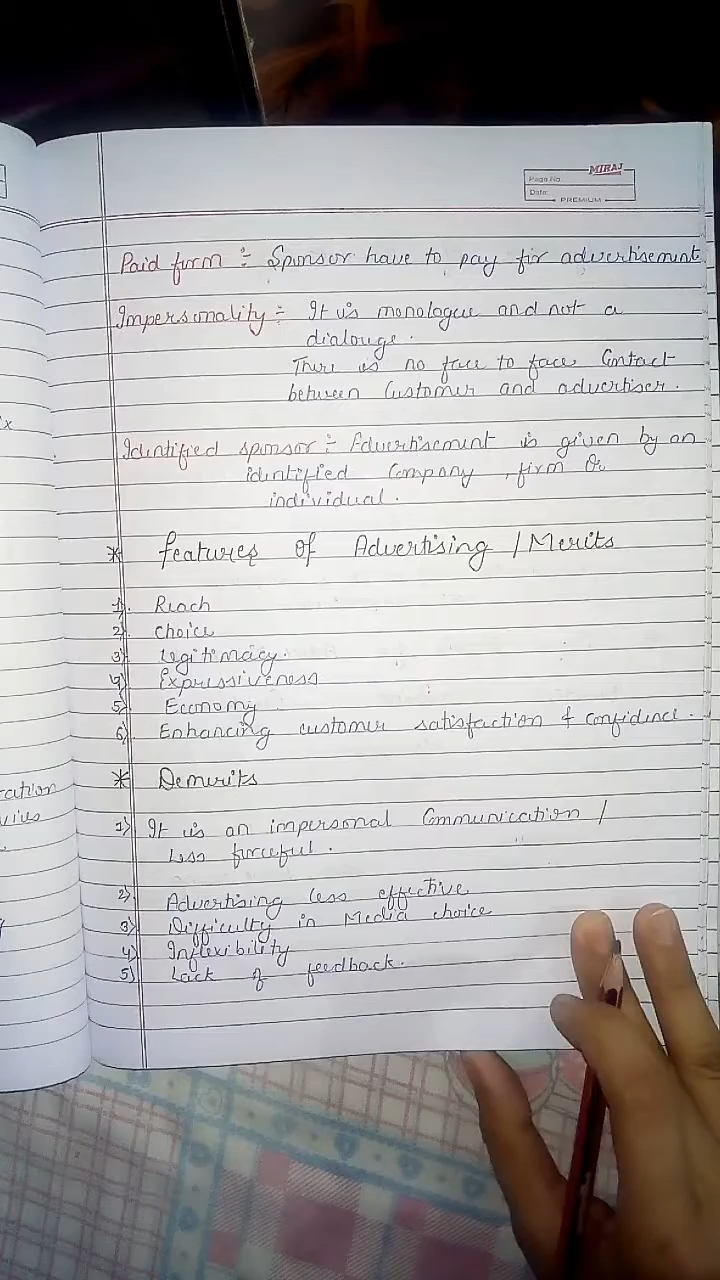 MIRAJ
Page No.
Date:
PREMIUM
Paid form :- Sponsor have to pay for advertisement
Impersonality :- It is monologue and not a
dialouge.
There is no face to face Contact
between Customer and advertiser.
Identified sponsor :- Advertisement is given by an
identified Company, firm or
individual.
* features of Advertising / Merits
1) Reach
2) choice
3) Legitimacy.
4) Expressiveness
5) Economy
6) Enhancing customer satisfaction & confidence.
* Demerits
1) It is an impersonal Communication /
Less forceful.
2) Advertising less effective
3) Difficulty in Media choice
4) Inflexibility
5) Lack of feedback.